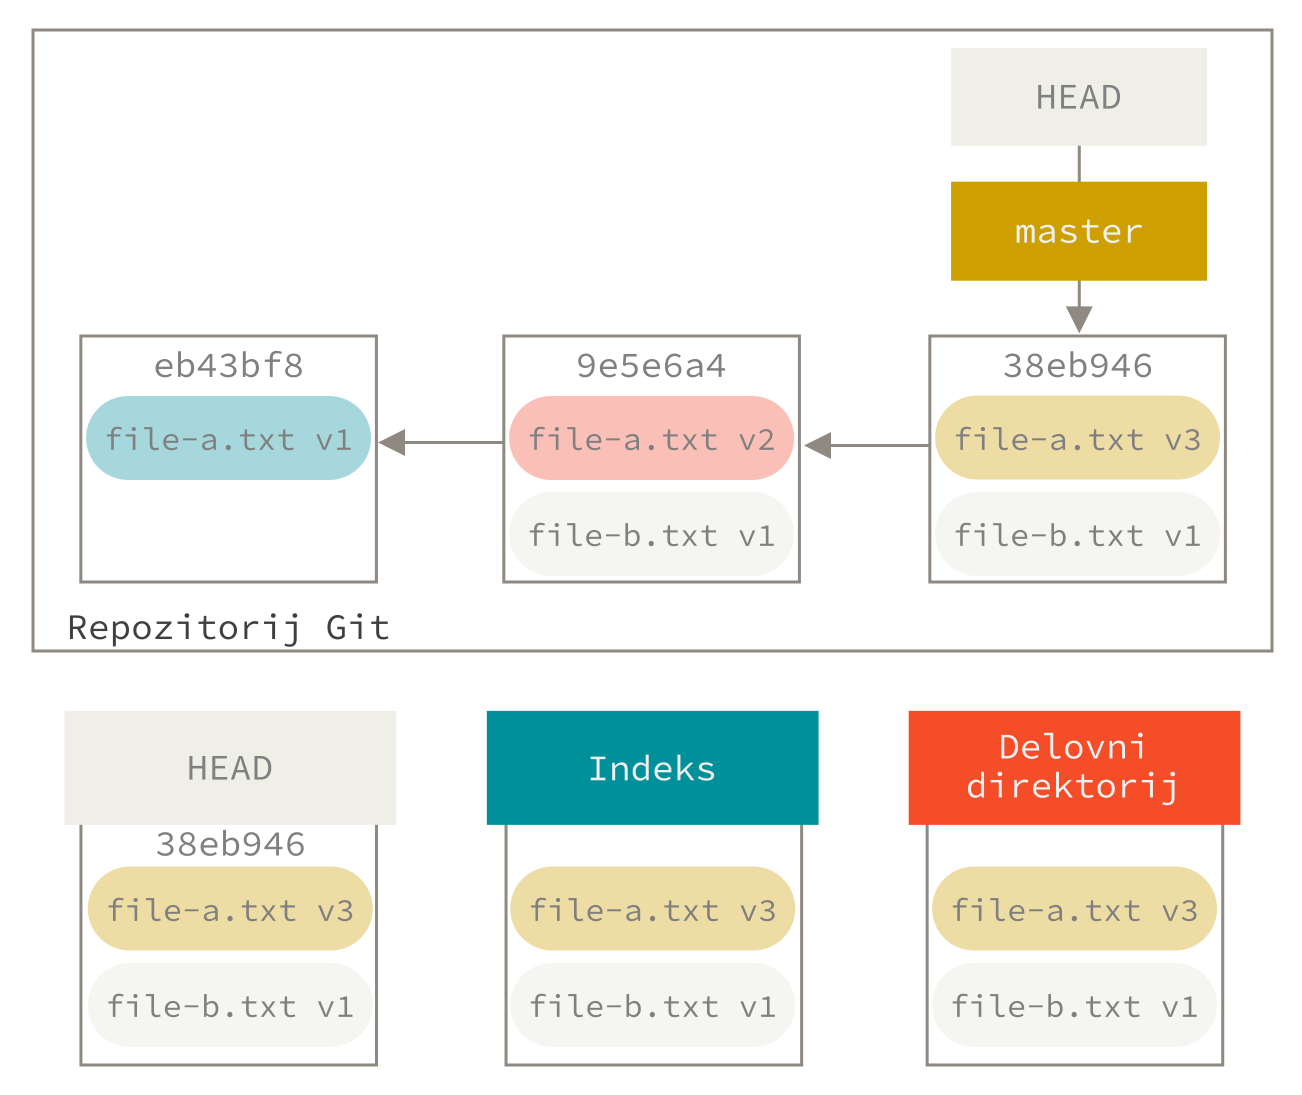 HEAD
master
eb43bf8
file-a.txt v1
9e5e6a4
file-a.txt v2
file-b.txt v1
38eb946
file-a.txt v3
file-b.txt v1
Repozitorij Git
HEAD
38eb946
file-a.txt v3
file-b.txt v1
Indeks
file-a.txt v3
file-b.txt v1
Delovni
direktorij
file-a.txt v3
file-b.txt v1